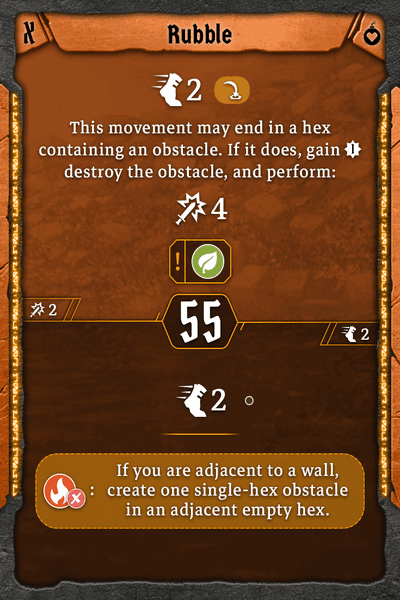 X Rubble
2
This movement may end in a hex
containing an obstacle. If it does, gain
destroy the obstacle, and perform:
4
!
55
2
2
2
If you are adjacent to a wall,
: create one single-hex obstacle
in an adjacent empty hex.